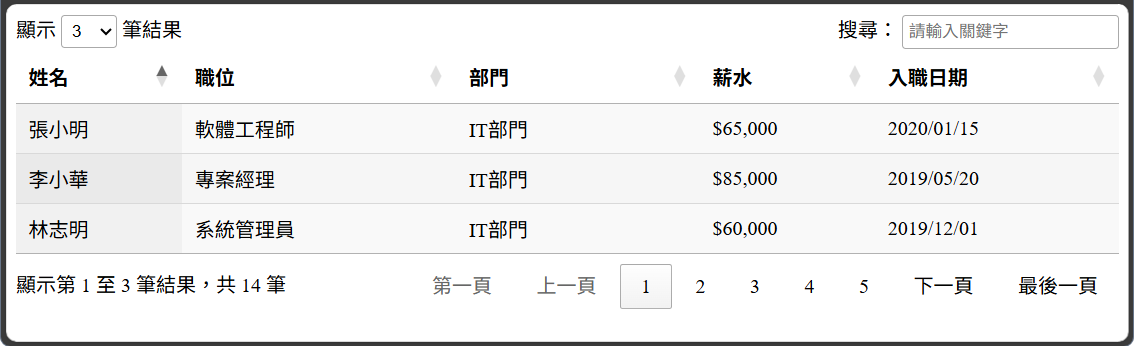 顯示 3 筆結果 搜尋： 請輸入關鍵字
姓名 職位 部門 薪水 入職日期
張小明 軟體工程師 IT部門 $65,000 2020/01/15
李小華 專案經理 IT部門 $85,000 2019/05/20
林志明 系統管理員 IT部門 $60,000 2019/12/01
顯示第 1 至 3 筆結果，共 14 筆 第一頁 上一頁 1 2 3 4 5 下一頁 最後一頁